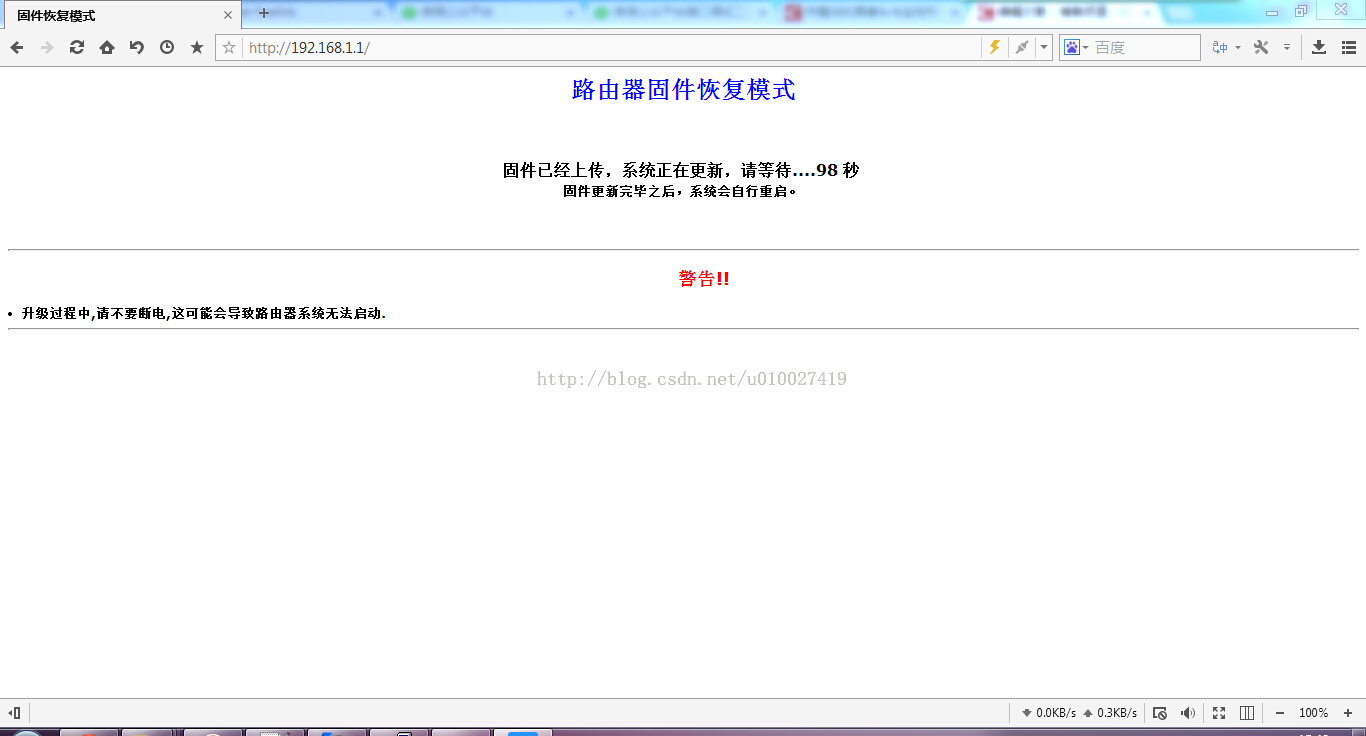 固件恢复模式
http://192.168.1.1/
百度
路由器固件恢复模式
固件已经上传，系统正在更新，请等待....98 秒
固件更新完毕之后，系统会自行重启。
警告!!
• 升级过程中,请不要断电,这可能会导致路由器系统无法启动.
http://blog.csdn.net/u010027419
0.0KB/s 0.3KB/s 100%